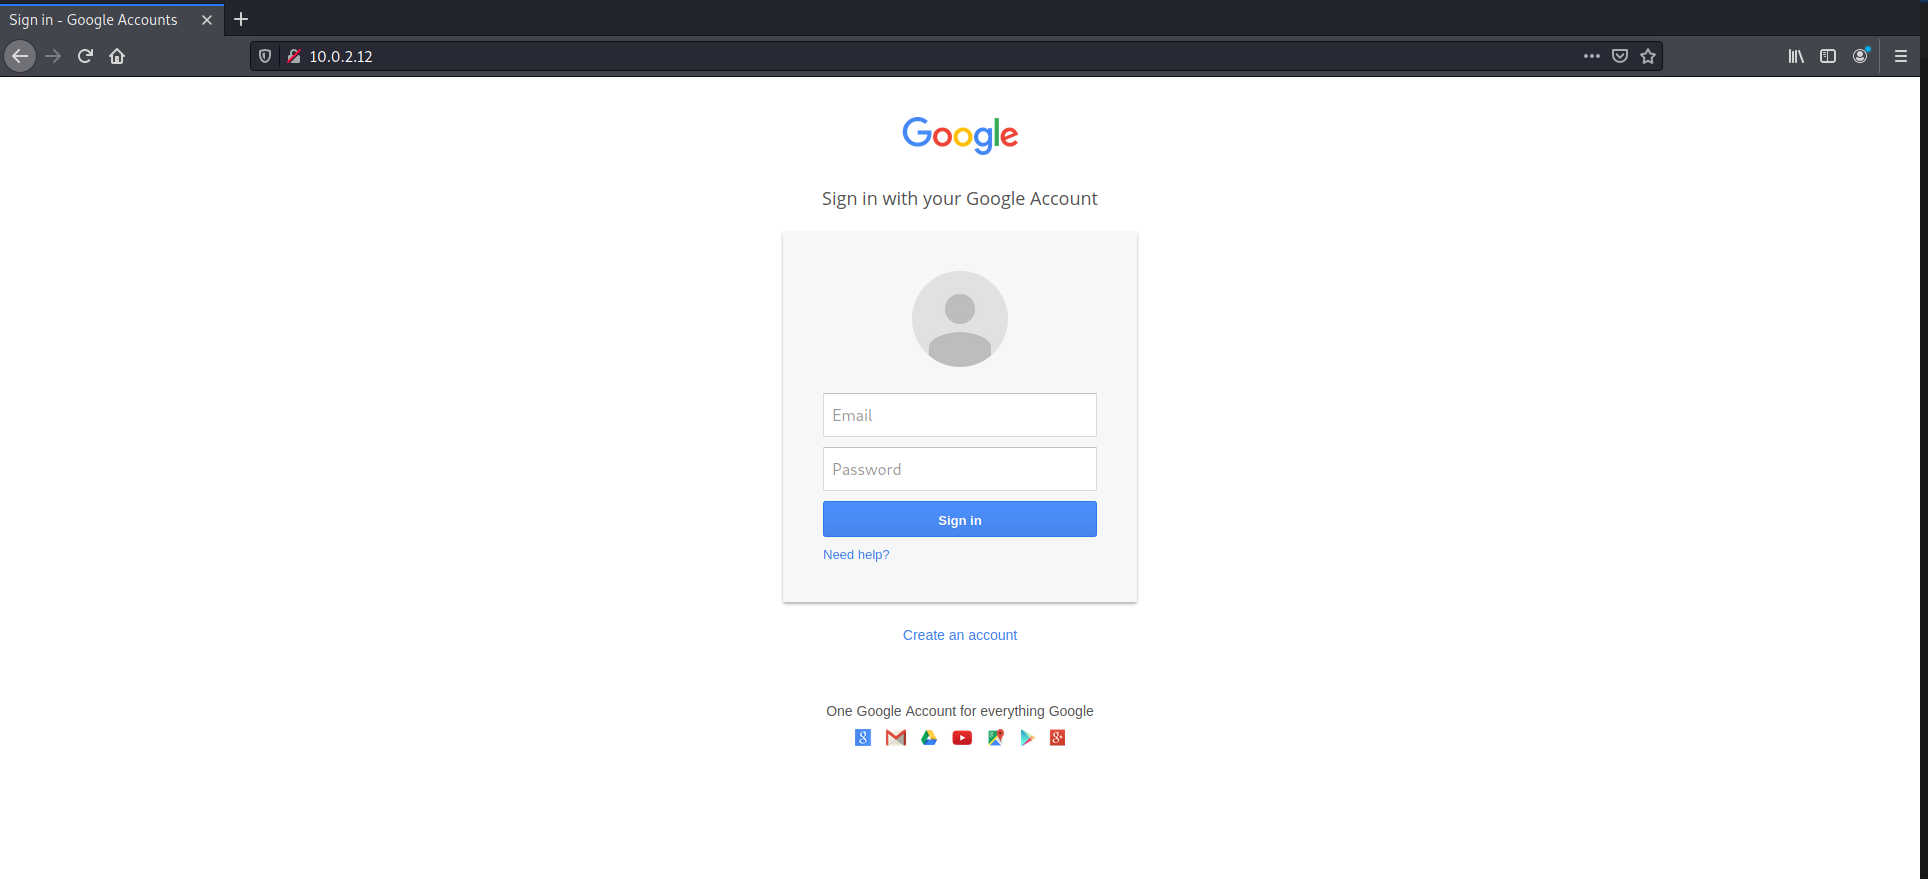 Sign in - Google Accounts
10.0.2.12
Google
Sign in with your Google Account
Email
Password
Sign in
Need help?
Create an account
One Google Account for everything Google